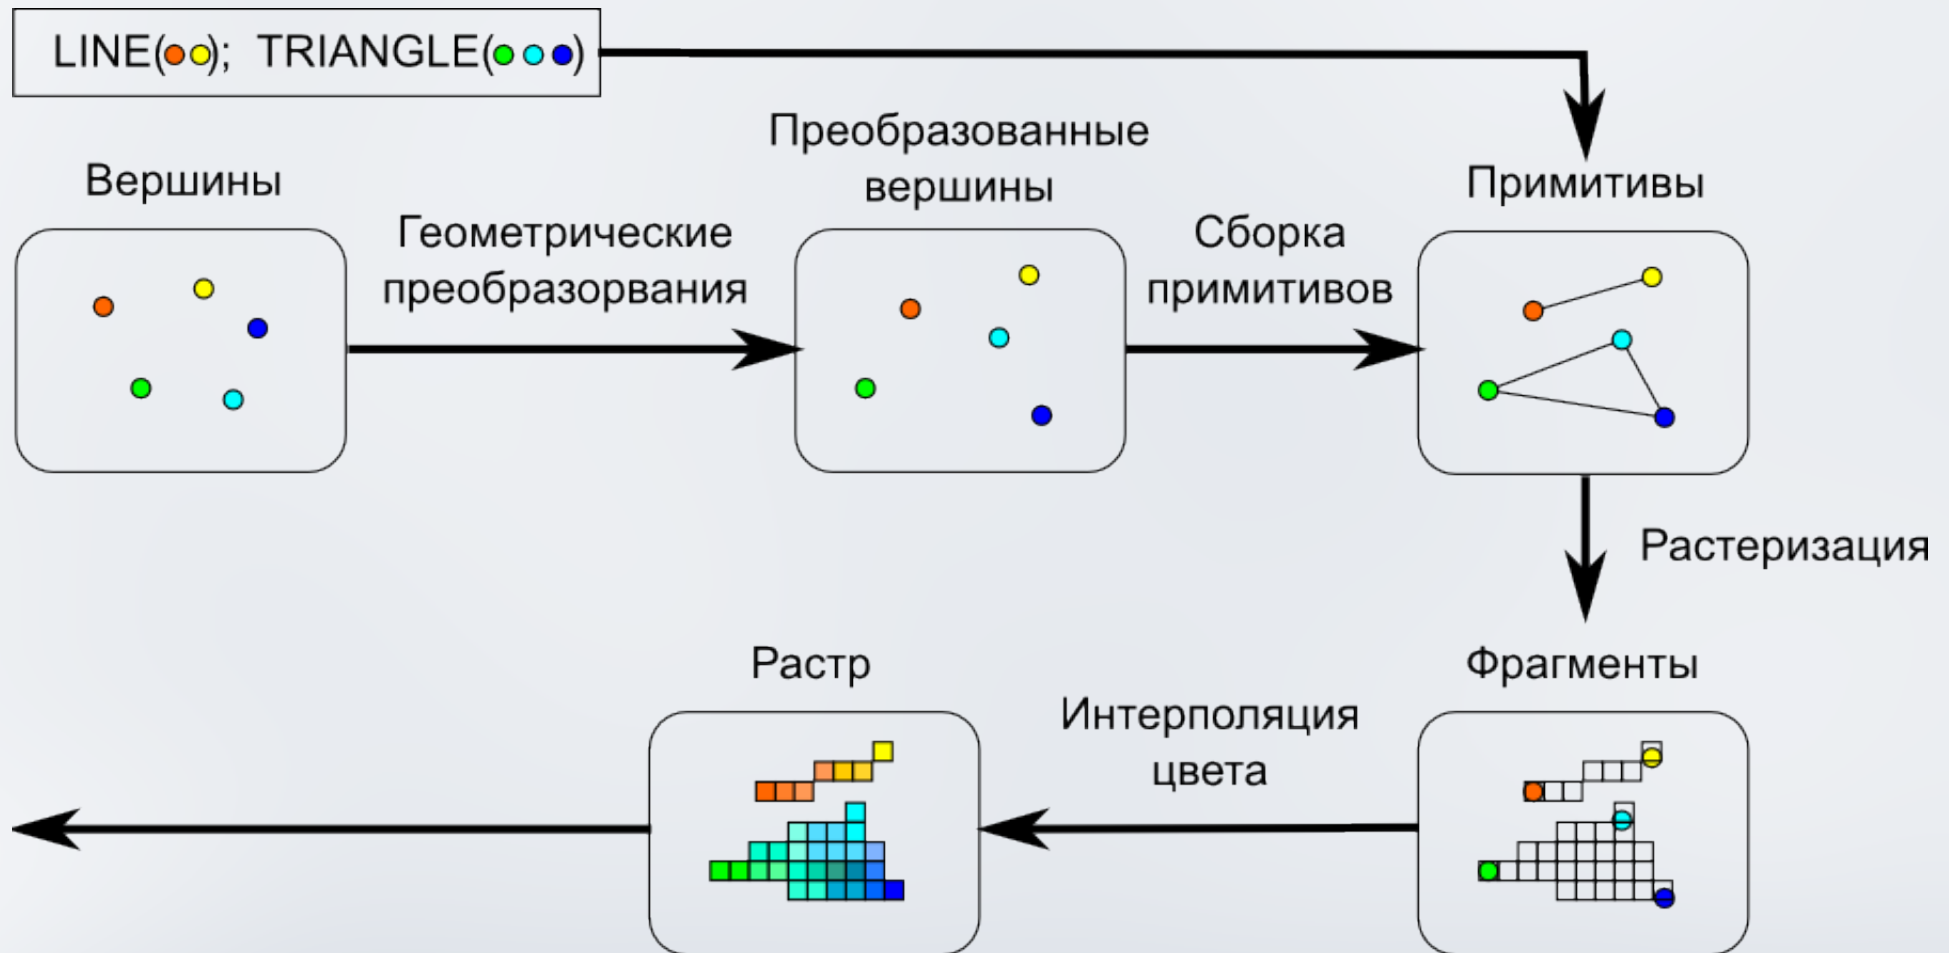 LINE(); TRIANGLE()
Преобразованные
вершины
Вершины
Примитивы
Геометрические
преобразорвания
Сборка
примитивов
Растеризация
Растр
Фрагменты
Интерполяция
цвета